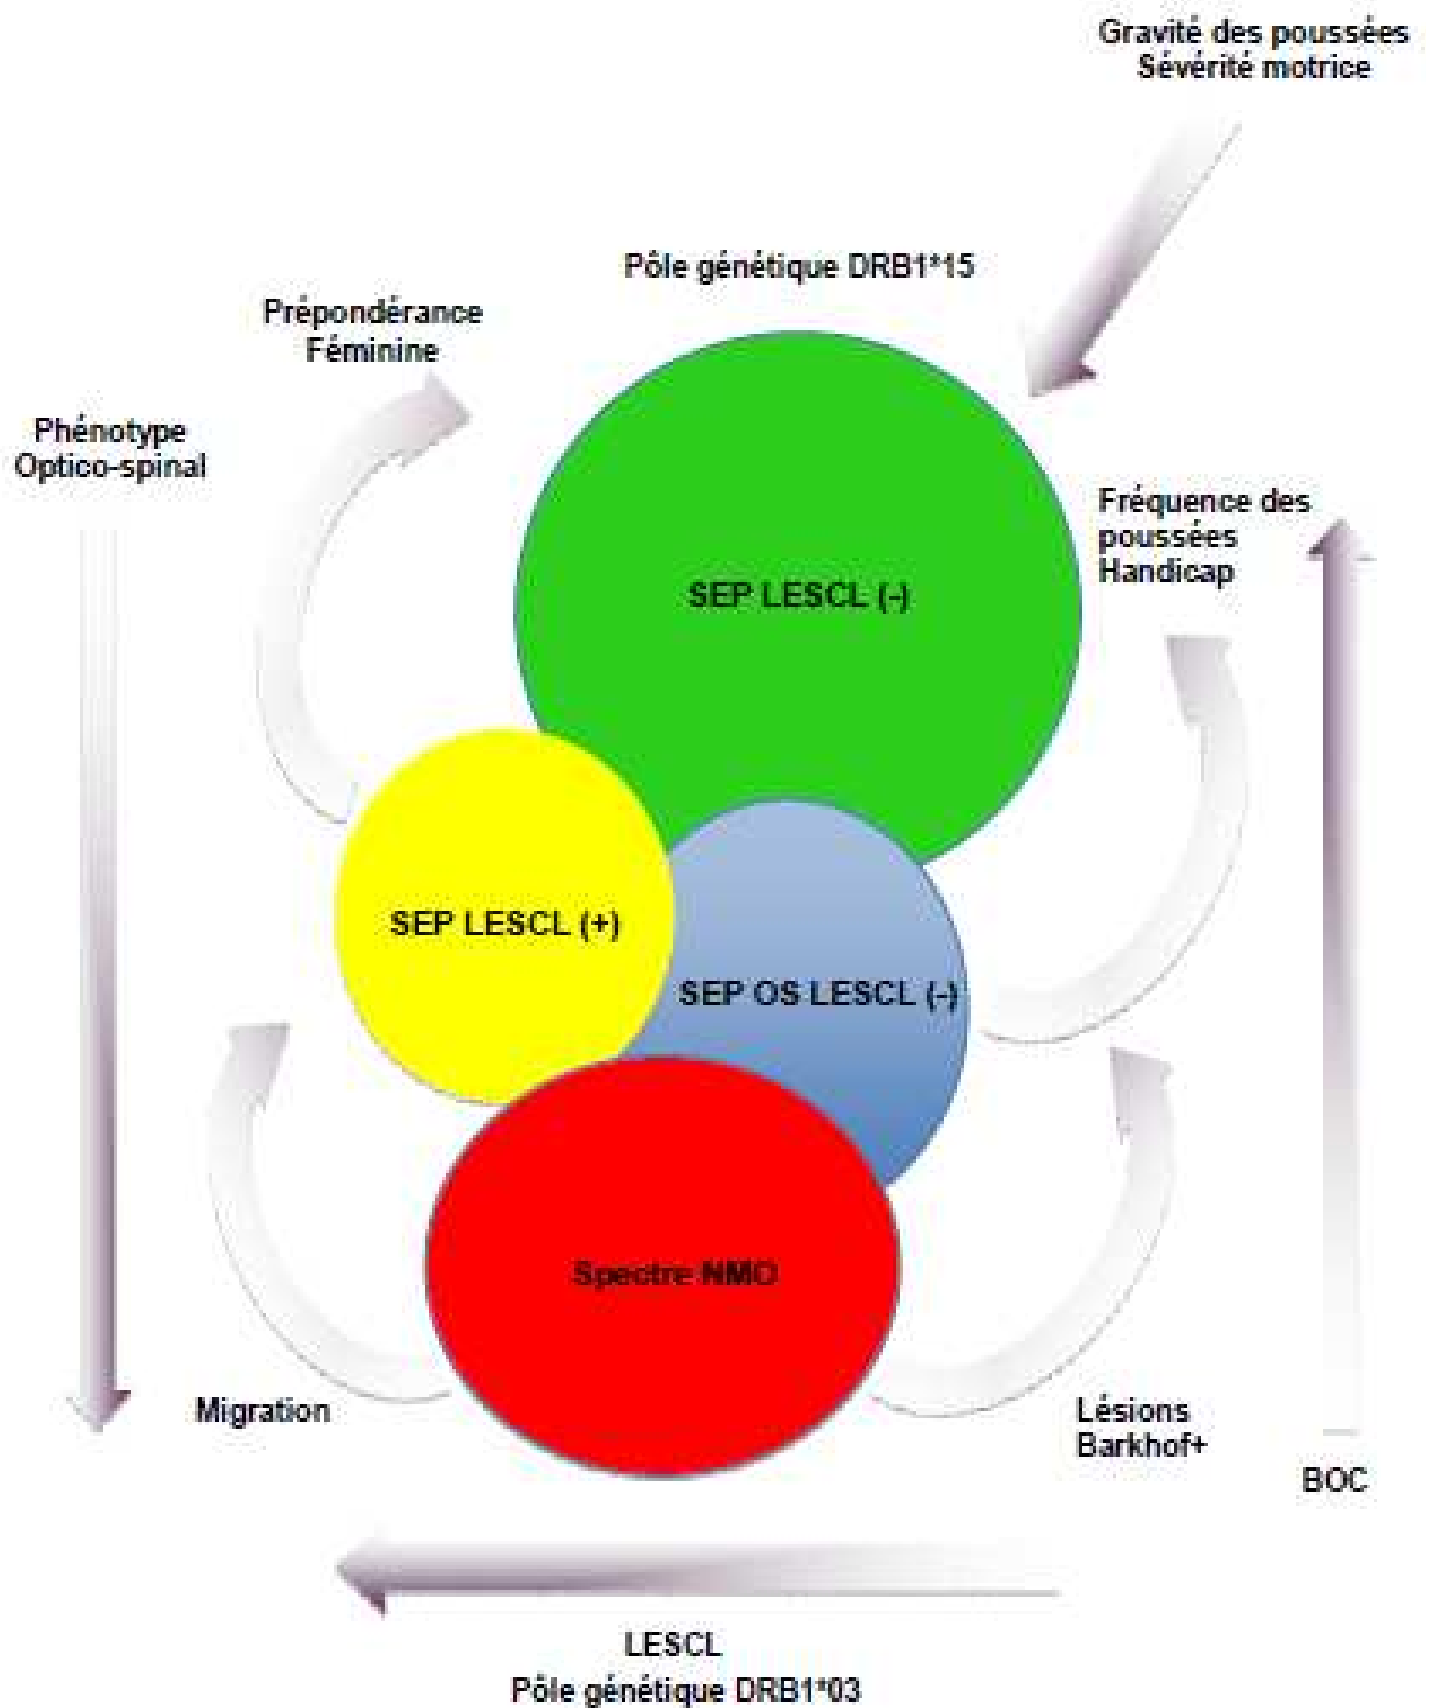 Gravité des poussées
Sévérité motrice
Pôle génétique DRB1*15
Prépondérance
Féminine
Phénotype
Optico-spinal
Fréquence des
poussées
Handicap
SEP LESCL (-)
SEP LESCL (+)
SEP OS LESCL (-)
Spectre NMO
Migration
Lésions
Barkhof+
BOC
LESCL
Pôle génétique DRB1*03